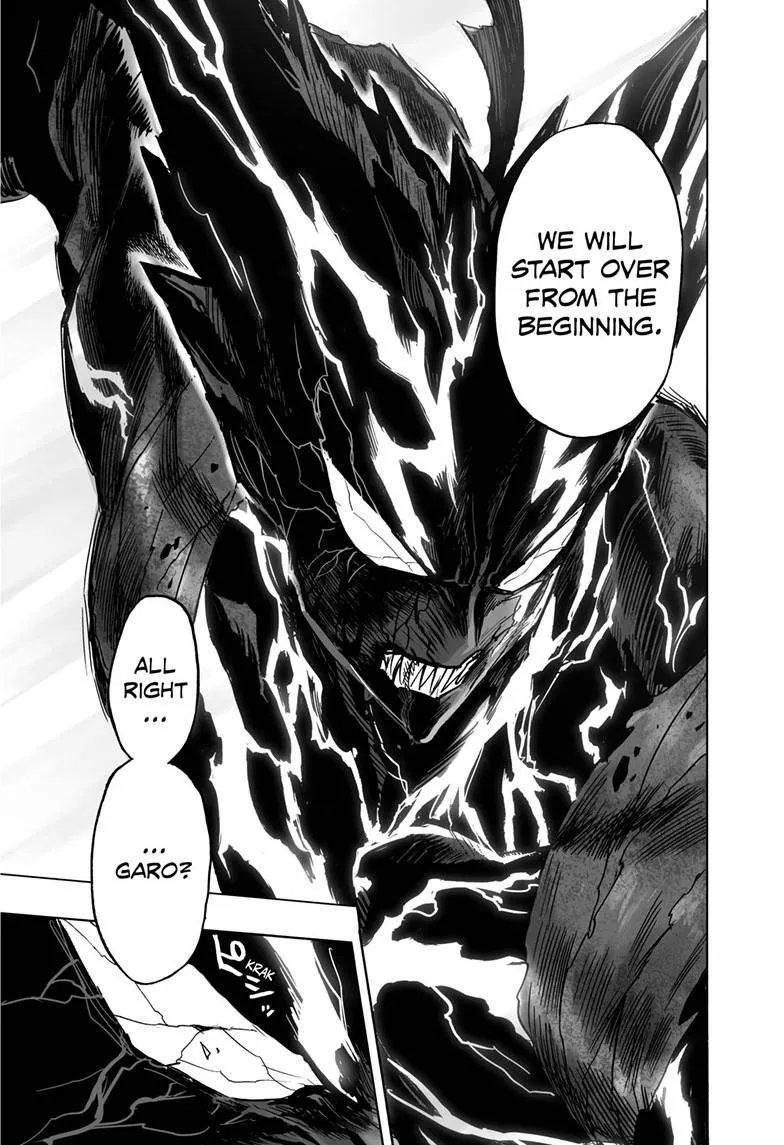 WE WILL
START OVER
FROM THE
BEGINNING.
ALL
RIGHT
...
...
GARO?
KRAK